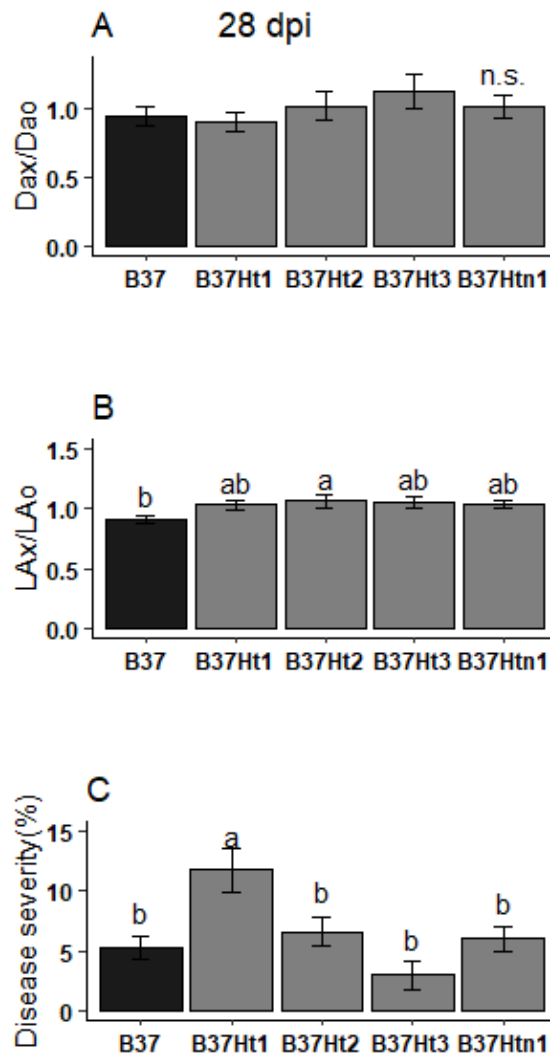 A 28 dpi
n.s.
Dax/Dao
1.0
0.5
0.0
B37 B37Ht1 B37Ht2 B37Ht3 B37Htn1
B
LAx/LAo
1.5
1.0
0.5
0.0
b ab a ab ab
B37 B37Ht1 B37Ht2 B37Ht3 B37Htn1
C
Disease severity(%)
15
10
5
0
b a b b b
B37 B37Ht1 B37Ht2 B37Ht3 B37Htn1